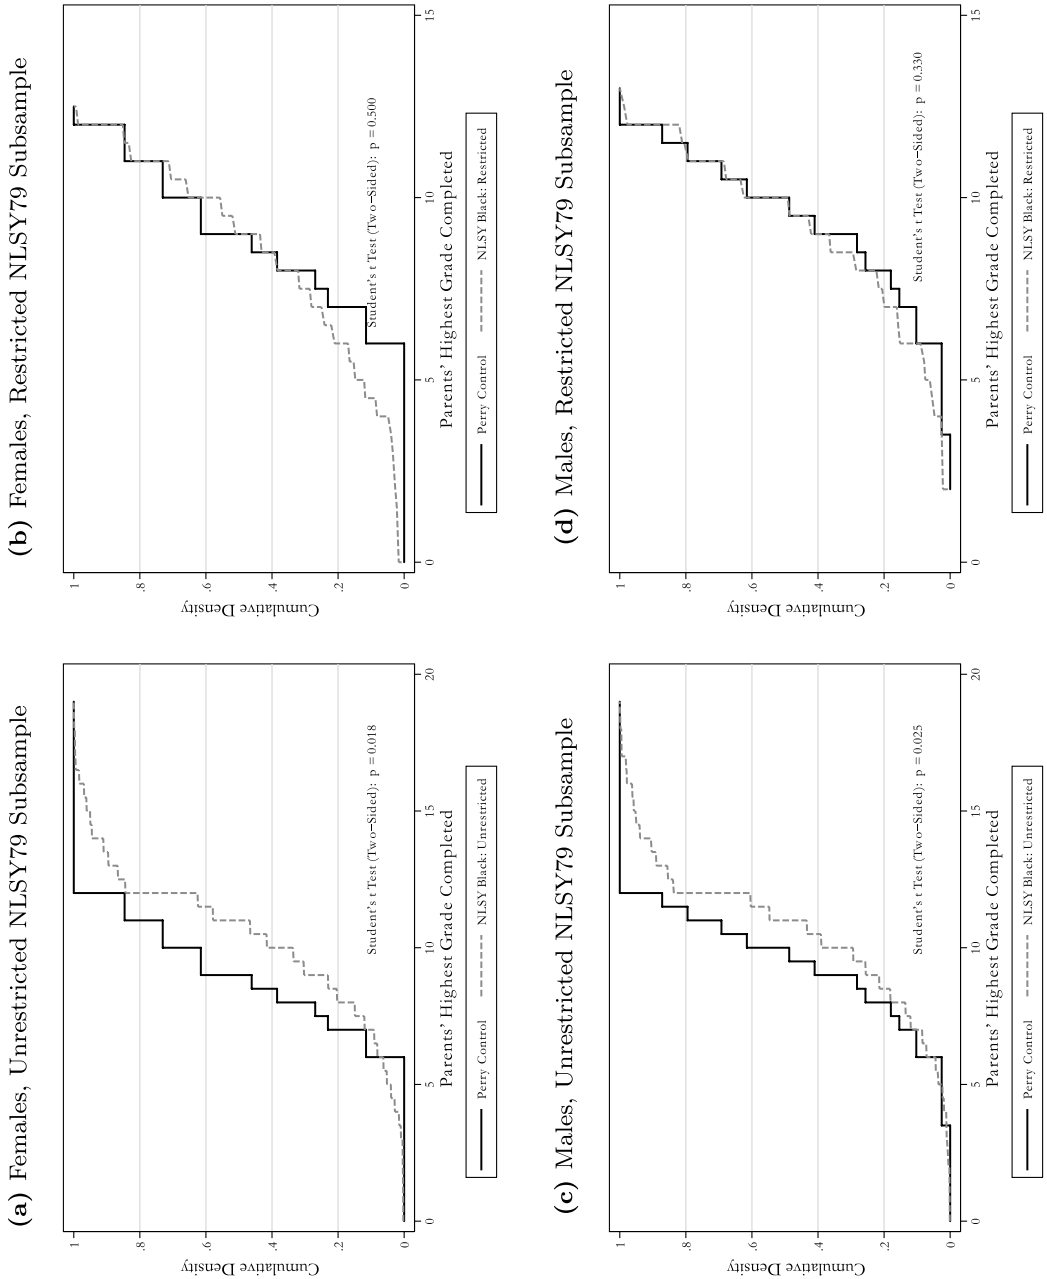 (a) Females, Unrestricted NLSY79 Subsample
1
.8
.6
.4
.2
0
Cumulative Density
0
5
10
15
20
Parents' Highest Grade Completed
Student's t Test (Two−Sided): p = 0.018
Perry Control
NLSY Black: Unrestricted
(b) Females, Restricted NLSY79 Subsample
1
.8
.6
.4
.2
0
Cumulative Density
0
5
10
15
Parents' Highest Grade Completed
Student's t Test (Two−Sided): p = 0.500
Perry Control
NLSY Black: Restricted
(c) Males, Unrestricted NLSY79 Subsample
1
.8
.6
.4
.2
0
Cumulative Density
0
5
10
15
20
Parents' Highest Grade Completed
Student's t Test (Two−Sided): p = 0.025
Perry Control
NLSY Black: Unrestricted
(d) Males, Restricted NLSY79 Subsample
1
.8
.6
.4
.2
0
Cumulative Density
0
5
10
15
Parents' Highest Grade Completed
Student's t Test (Two−Sided): p = 0.330
Perry Control
NLSY Black: Restricted